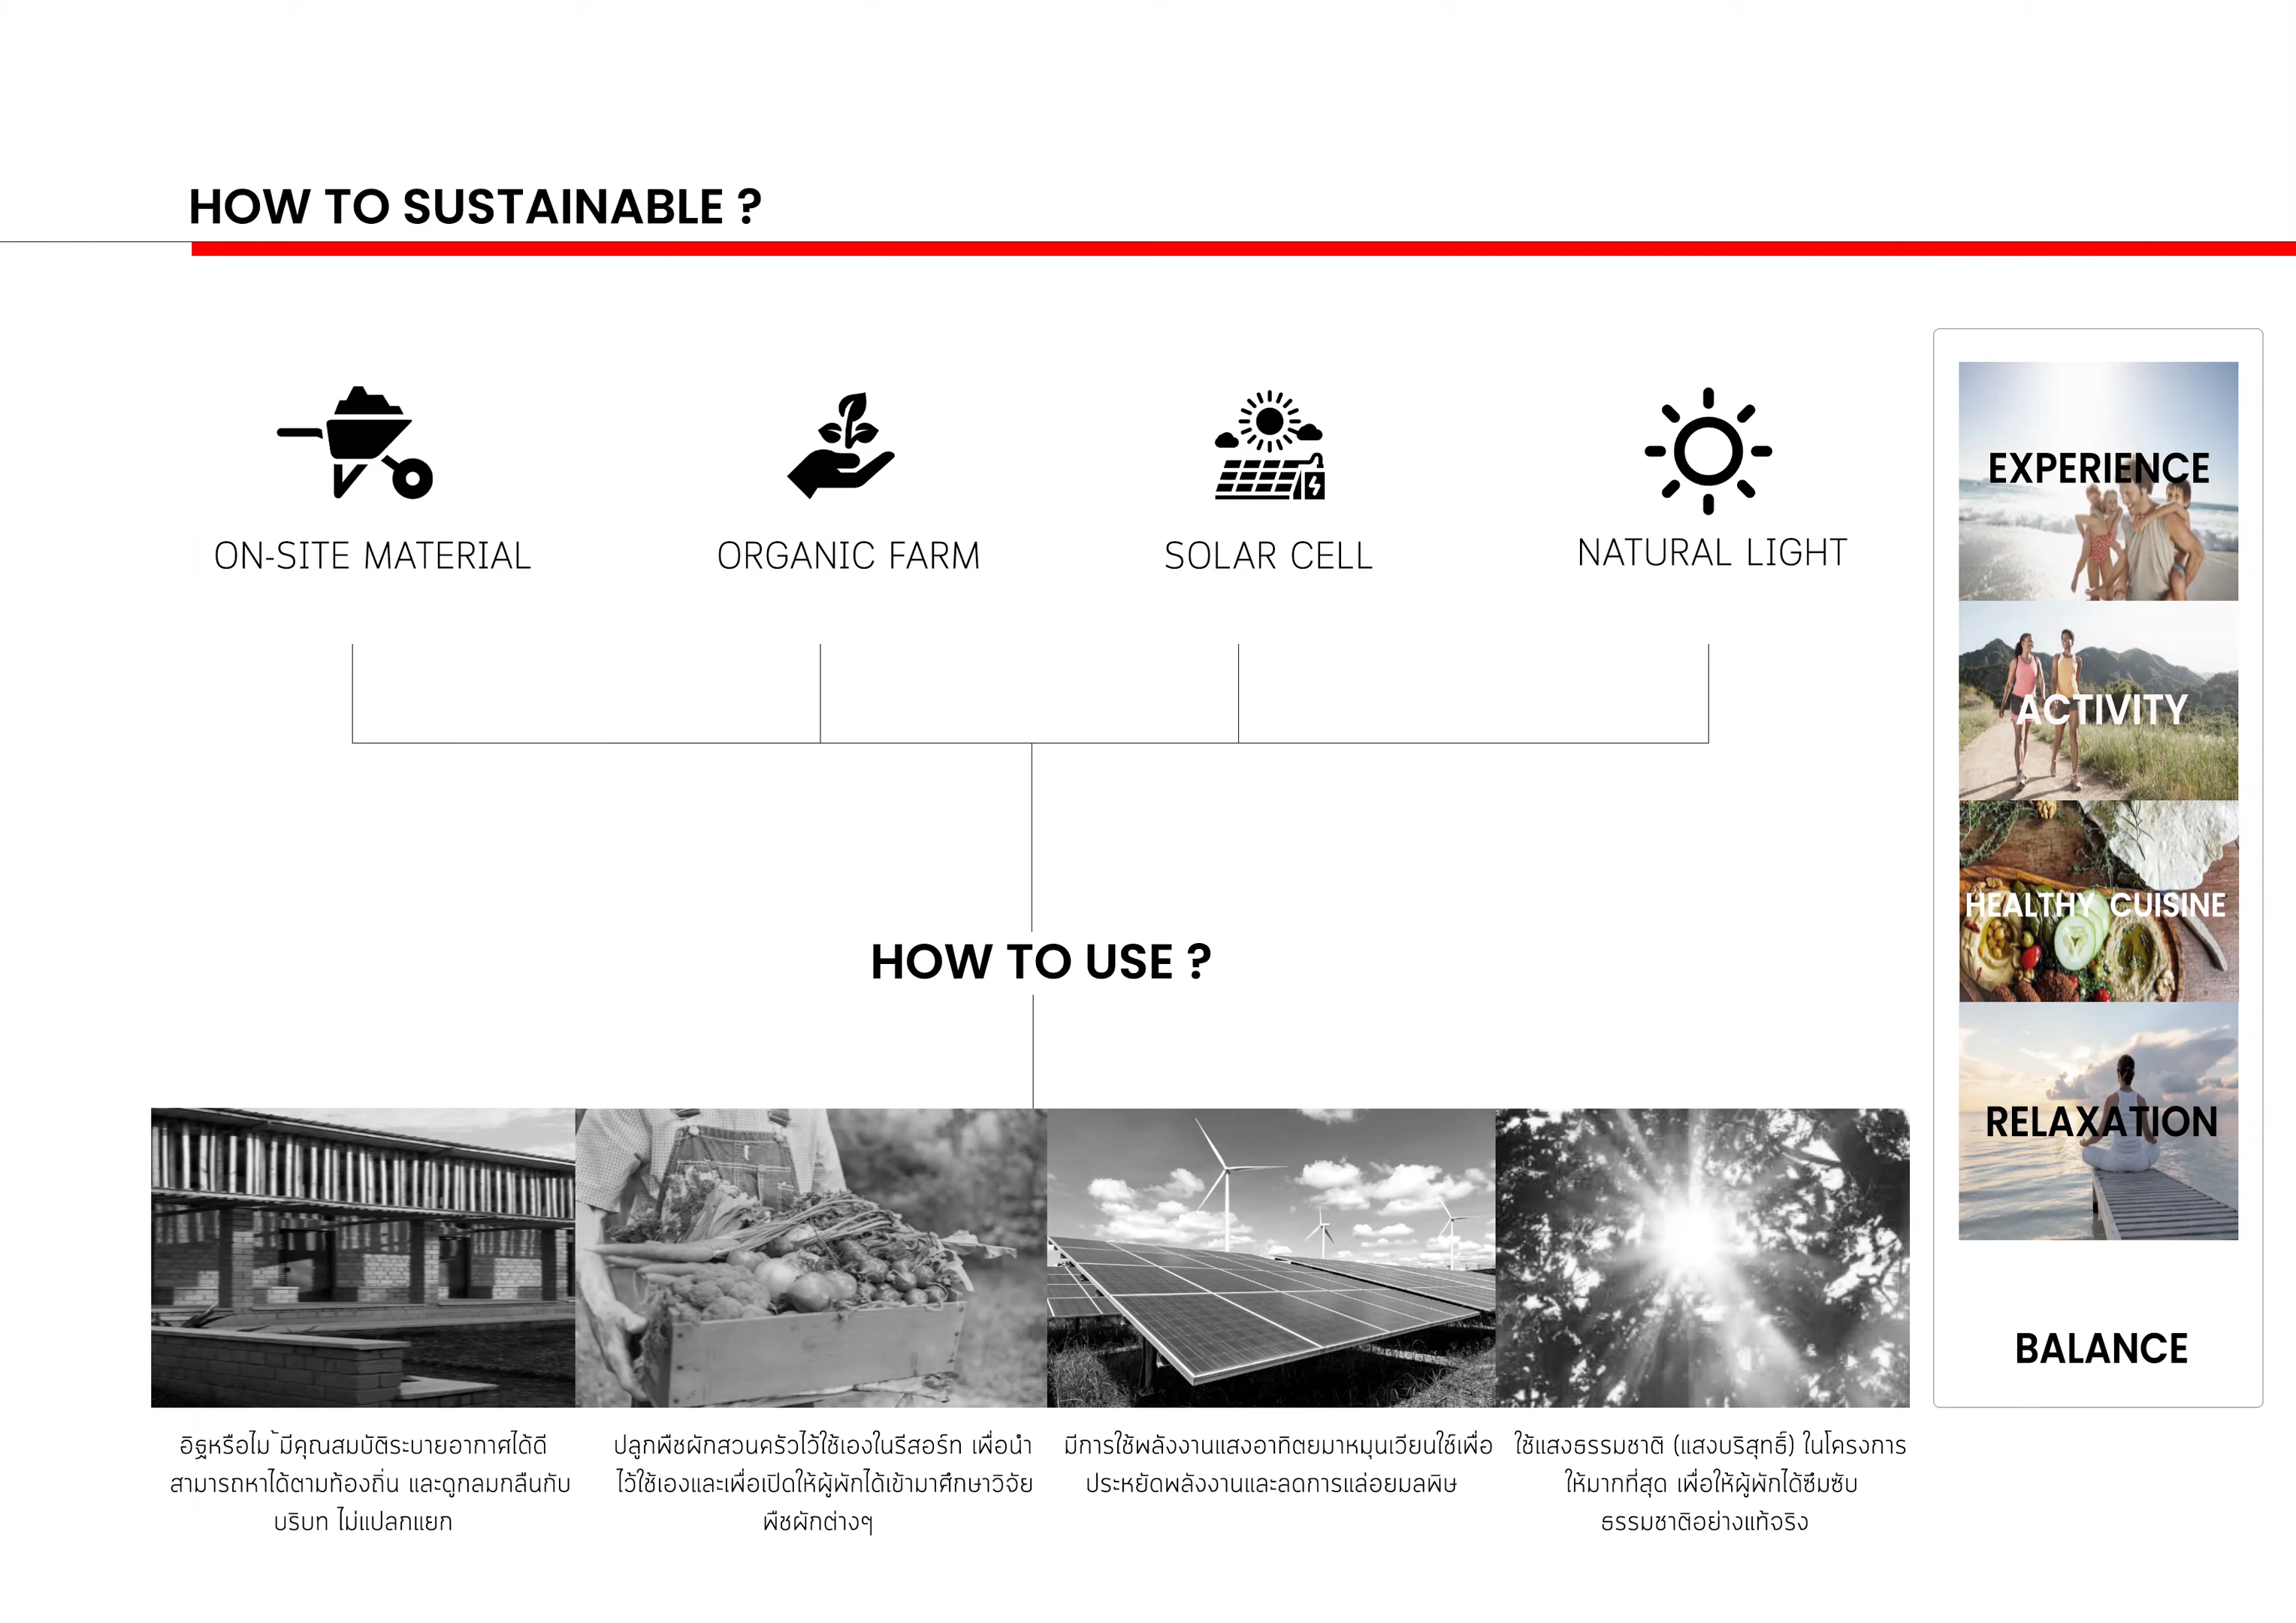 HOW TO SUSTAINABLE ?
ON-SITE MATERIAL
ORGANIC FARM
SOLAR CELL
NATURAL LIGHT
HOW TO USE ?
อิฐหรือไม ้มีคุณสมบัติระบายอากาศได้ดี
สามารถหาได้ตามท้องถิ่น และดูกลมกลืนกับ
บริบท ไม่แปลกแยก
ปลูกพืชผักสวนครัวไว้ใช้เองในรีสอร์ท เพื่อนำ
ไว้ใช้เองและเพื่อเปิดให้ผู้พักได้เข้ามาศึกษาวิจัย
พืชผักต่างๆ
มีการใช้พลังงานแสงอาทิตยมาหมุนเวียนใช้เพื่อ
ประหยัดพลังงานและลดการแล่อยมลพิษ
ใช้แสงธรรมชาติ (แสงบริสุทธิ์) ในโครงการ
ให้มากที่สุด เพื่อให้ผู้พักได้ซึมซับ
ธรรมชาติอย่างแท้จริง
EXPERIENCE
ACTIVITY
HEALTHY CUISINE
RELAXATION
BALANCE